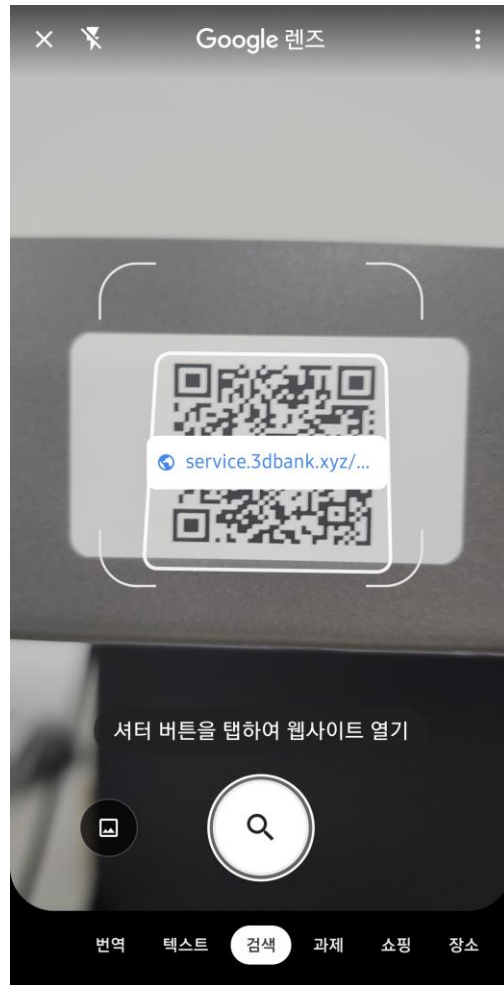 Google 렌즈
service.3dbank.xyz/...
셔터 버튼을 탭하여 웹사이트 열기
번역 텍스트 검색 과제 쇼핑 장소